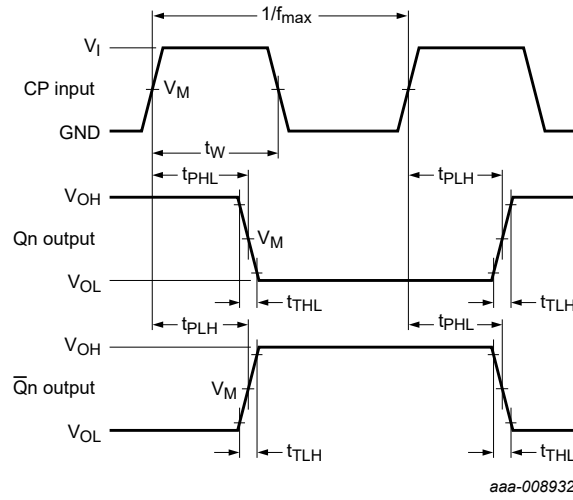 1/fmax
VI
CP input
VM
GND
tW
tPHL
tPLH
VOH
Qn output
VM
VOL
tTHL
tTLH
tPLH
tPHL
VOH
Q̅n output
VM
VOL
tTLH
tTHL
aaa-008932